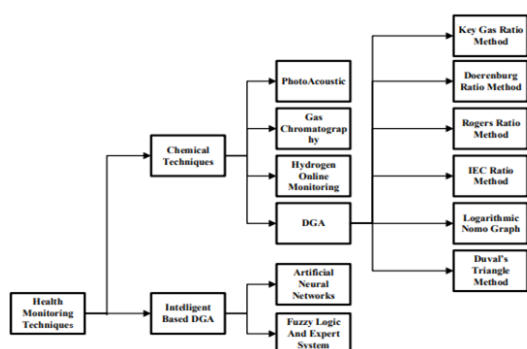 Key Gas Ratio
Method
PhotoAcoustic
Doerenburg
Ratio Method
Gas
Chromatograp
hy
Rogers Ratio
Method
Chemical
Techniques
Hydrogen
Online
Monitoring
IEC Ratio
Method
DGA
Logarithmic
Nomo Graph
Duval's
Triangle
Method
Artificial
Neural
Networks
Health
Monitoring
Techniques
Intelligent
Based DGA
Fuzzy Logic
And Expert
System